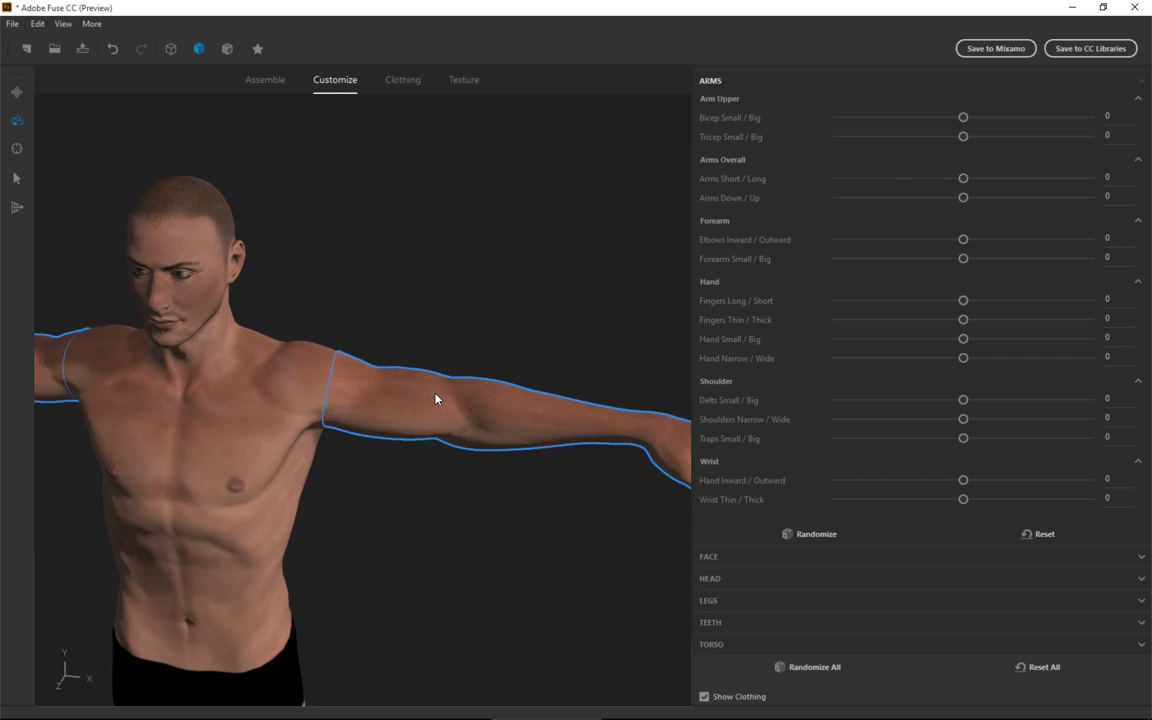 * Adobe Fuse CC (Preview)
File Edit View More
Save to Mixamo Save to CC Libraries
Assemble Customize Clothing Texture
ARMS
Arm Upper
Bicep Small / Big 0
Tricep Small / Big 0
Arms Overall
Arms Short / Long 0
Arms Down / Up 0
Forearm
Elbows Inward / Outward 0
Forearm Small / Big 0
Hand
Fingers Long / Short 0
Fingers Thin / Thick 0
Hand Small / Big 0
Hand Narrow / Wide 0
Shoulder
Delts Small / Big 0
Shoulders Narrow / Wide 0
Traps Small / Big 0
Wrist
Hand Inward / Outward 0
Wrist Thin / Thick 0
Randomize Reset
FACE
HEAD
LEGS
TEETH
TORSO
Randomize All Reset All
Show Clothing
Y
X
Z